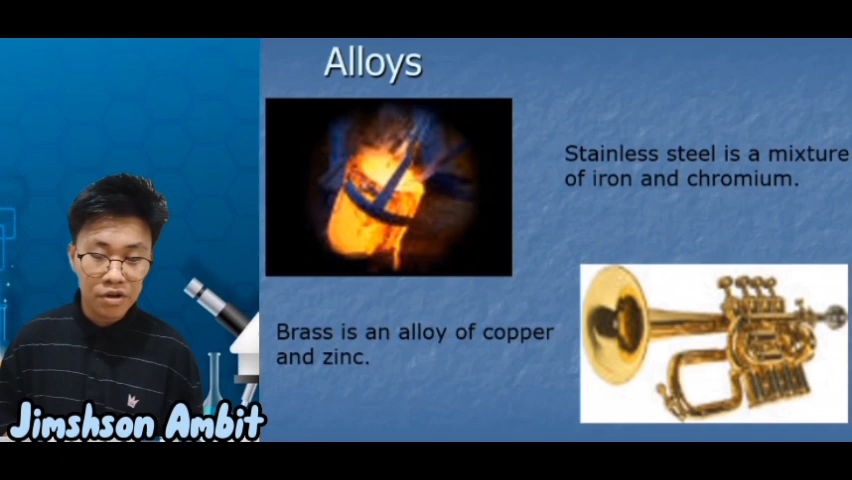 Alloys
Stainless steel is a mixture
of iron and chromium.
Brass is an alloy of copper
and zinc.
Jimshson Ambit